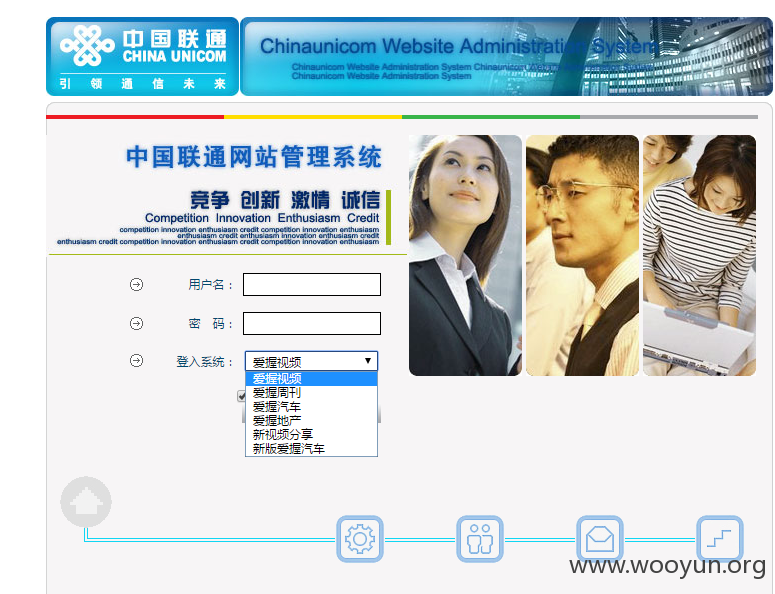 中国联通
CHINA UNICOM
引 领 通 信 未 来
Chinaunicom Website Administration System
Chinaunicom Website Administration System Chinaunicom Website Administration System
Chinaunicom Website Administration System
中国联通网站管理系统
竞争 创新 激情 诚信
Competition Innovation Enthusiasm Credit
competition innovation enthusiasm credit competition innovation enthusiasm
enthusiasm credit enthusiasm innovation enthusiasm credit
enthusiasm credit competition innovation enthusiasm credit competition innovation enthusiasm
用户名：
密 码：
登入系统： 爱握视频
爱握视频
爱握周刊
爱握汽车
爱握地产
新视频分享
新版爱握汽车
www.wooyun.org